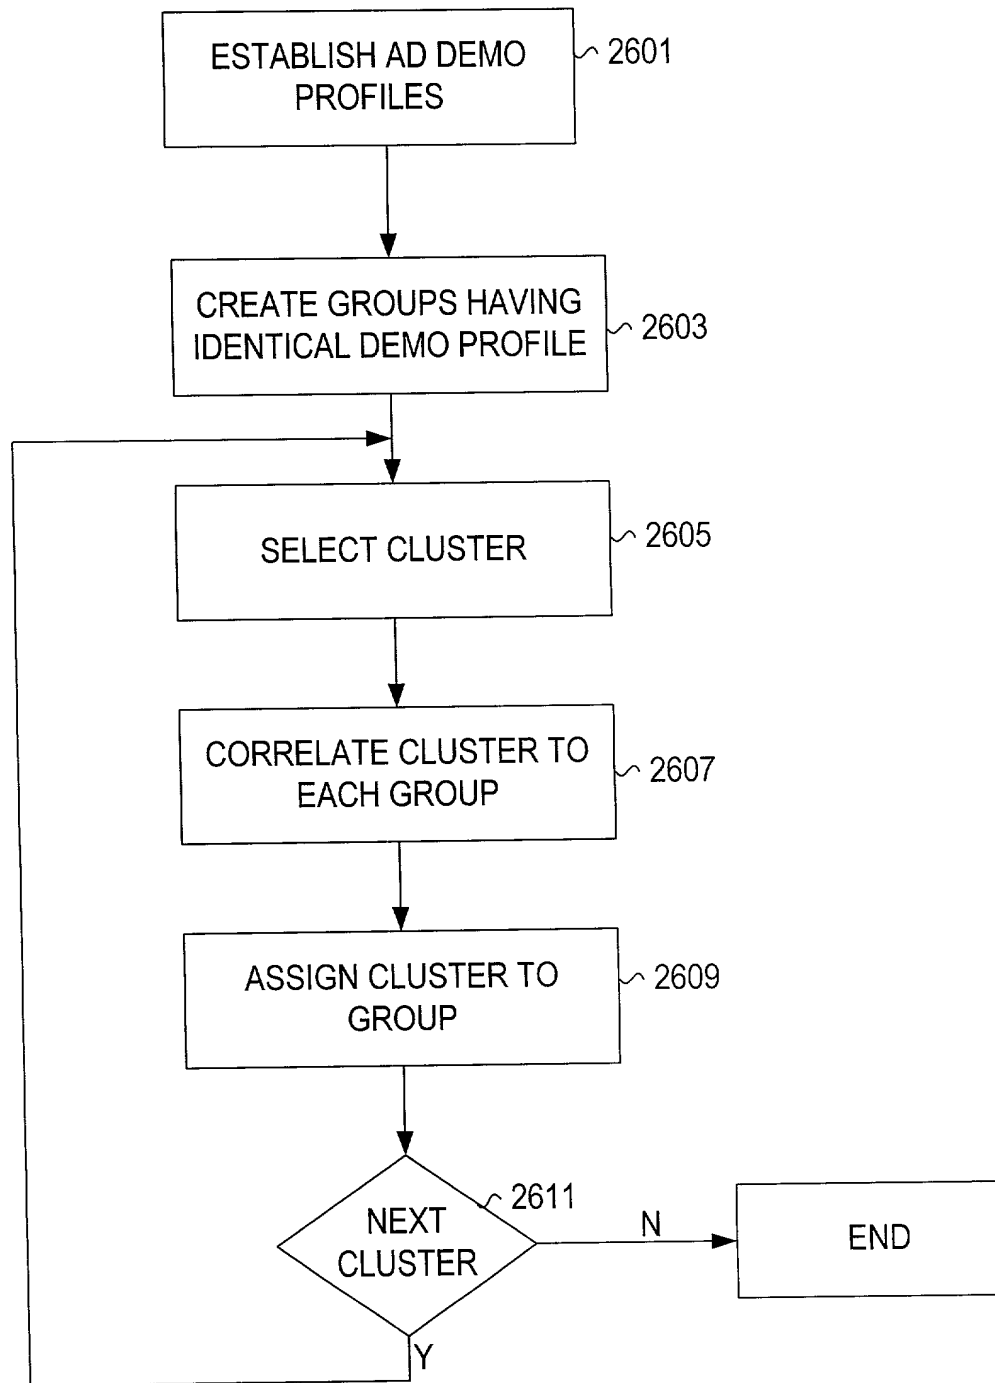 ESTABLISH AD DEMO
PROFILES
2601
CREATE GROUPS HAVING
IDENTICAL DEMO PROFILE
2603
SELECT CLUSTER
2605
CORRELATE CLUSTER TO
EACH GROUP
2607
ASSIGN CLUSTER TO
GROUP
2609
NEXT
CLUSTER
2611
N
END
Y